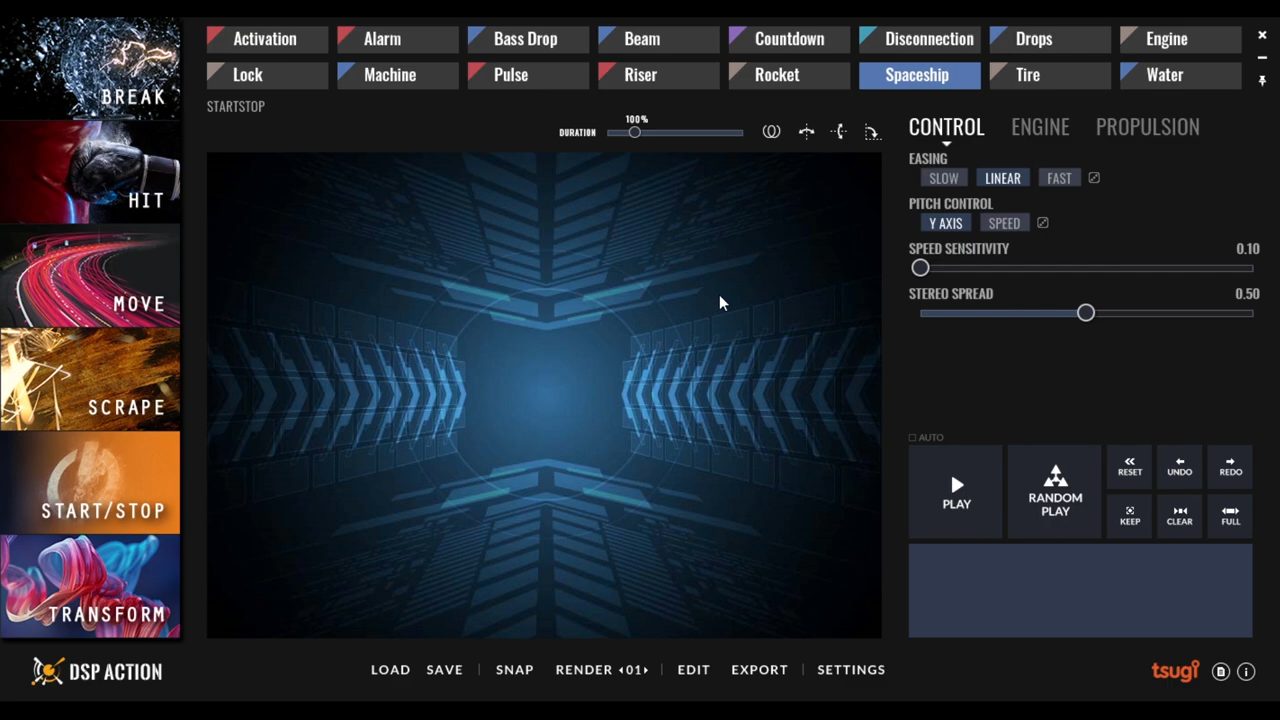 BREAK
HIT
MOVE
SCRAPE
START/STOP
TRANSFORM
DSP ACTION
Activation
Alarm
Bass Drop
Beam
Countdown
Disconnection
Drops
Engine
Lock
Machine
Pulse
Riser
Rocket
Spaceship
Tire
Water
STARTSTOP
DURATION
100%
CONTROL ENGINE PROPULSION
EASING
SLOW LINEAR FAST
PITCH CONTROL
Y AXIS SPEED
SPEED SENSITIVITY 0.10
STEREO SPREAD 0.50
AUTO
PLAY
RANDOM
PLAY
RESET
UNDO
REDO
KEEP
CLEAR
FULL
LOAD SAVE SNAP RENDER 01 EDIT EXPORT SETTINGS
tsugi